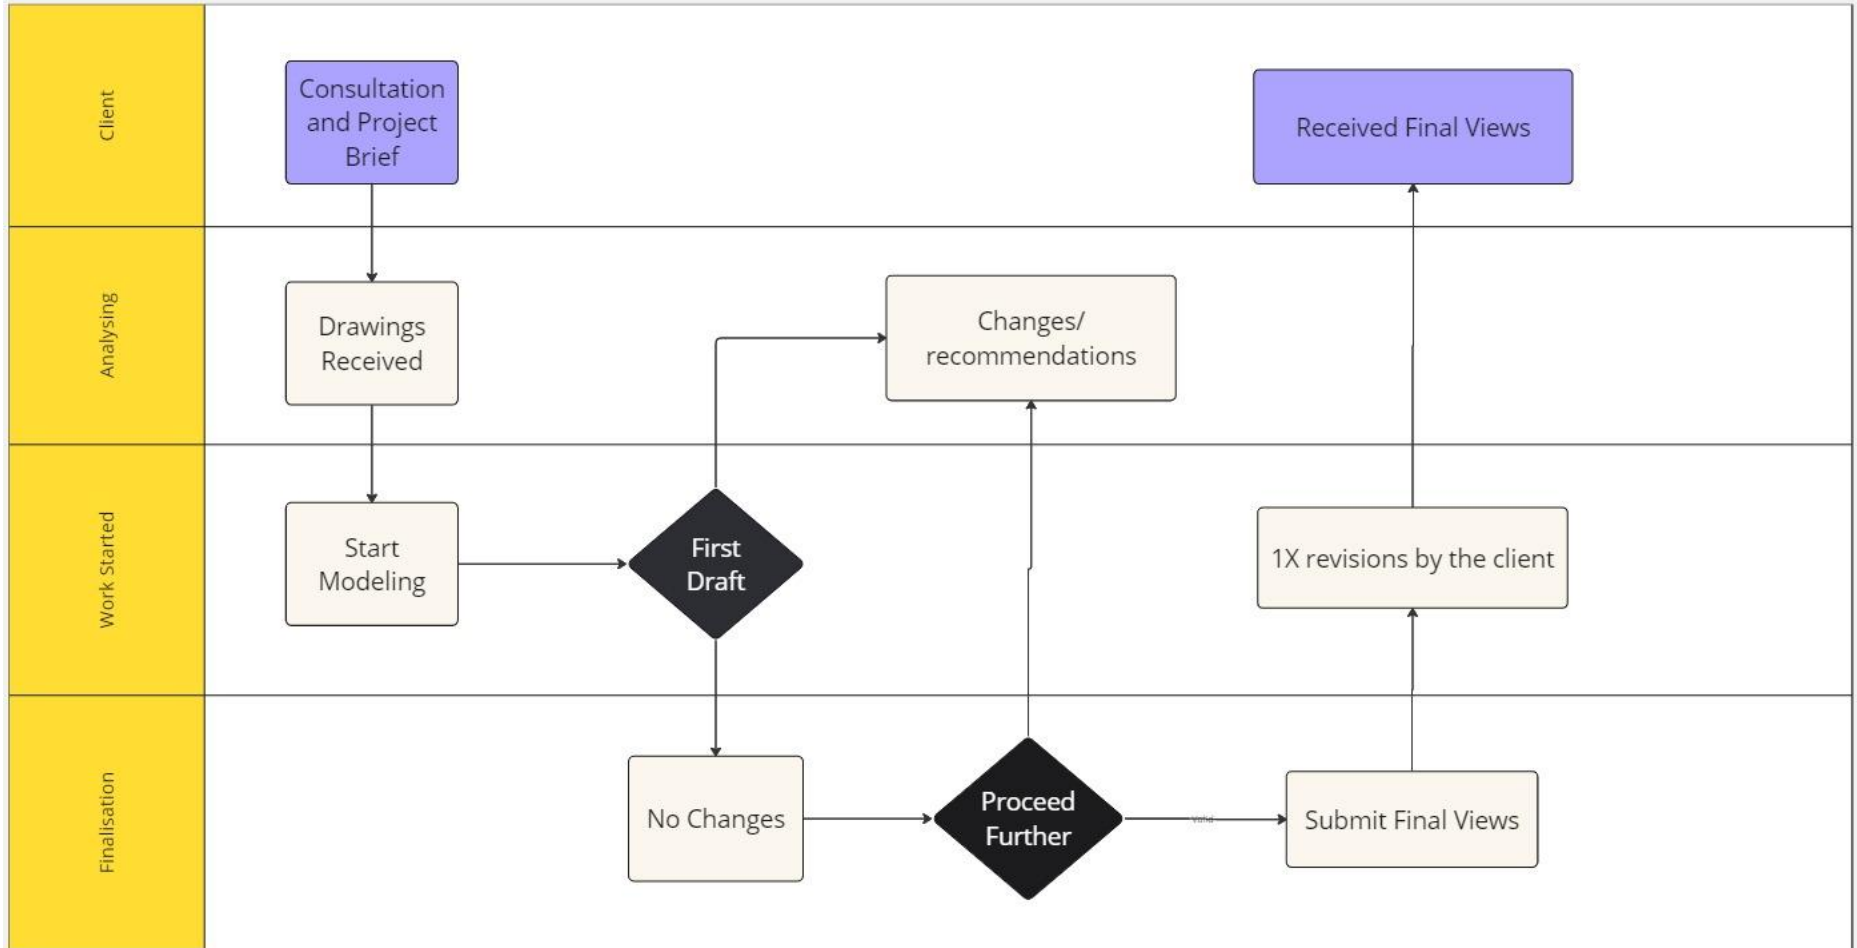 Client
Consultation
and Project
Brief
Received Final Views
Analysing
Drawings
Received
Changes/
recommendations
Work Started
Start
Modeling
First
Draft
1X revisions by the client
Finalisation
No Changes
Proceed
Further
Valid
Submit Final Views